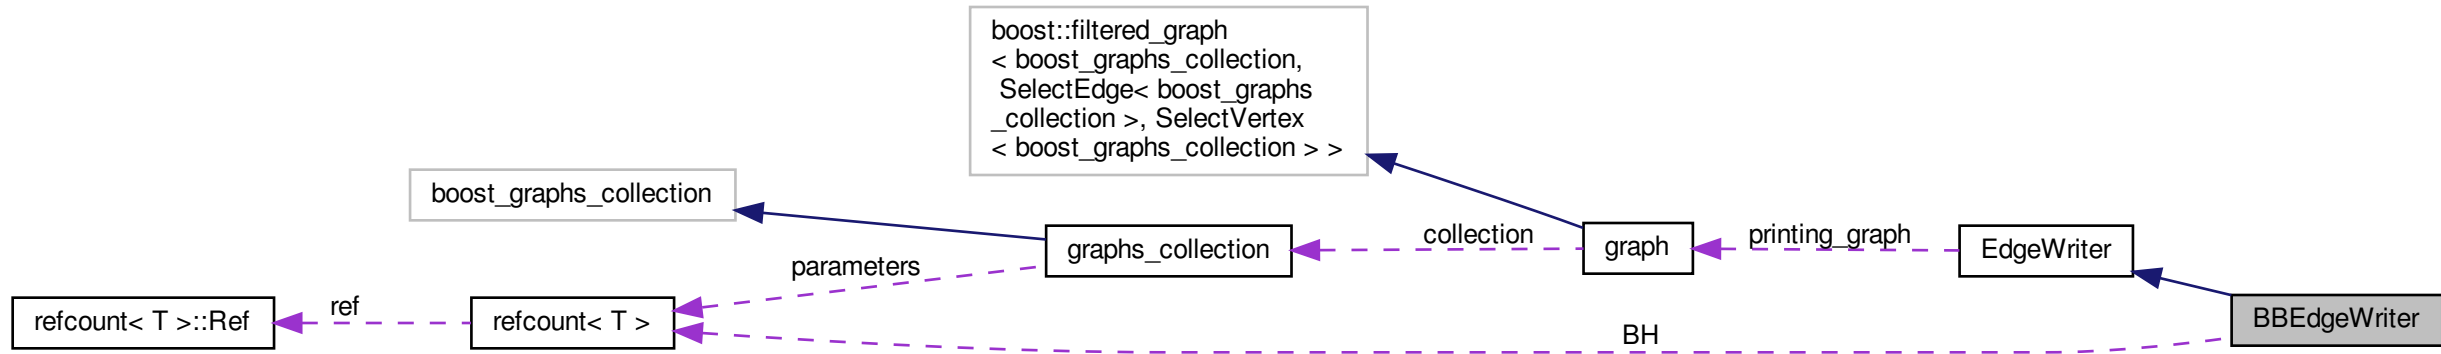 boost::filtered_graph
< boost_graphs_collection,
SelectEdge< boost_graphs
_collection >, SelectVertex
< boost_graphs_collection > >
boost_graphs_collection
graphs_collection
collection
graph
printing_graph
EdgeWriter
parameters
refcount< T >::Ref
ref
refcount< T >
BH
BBEdgeWriter